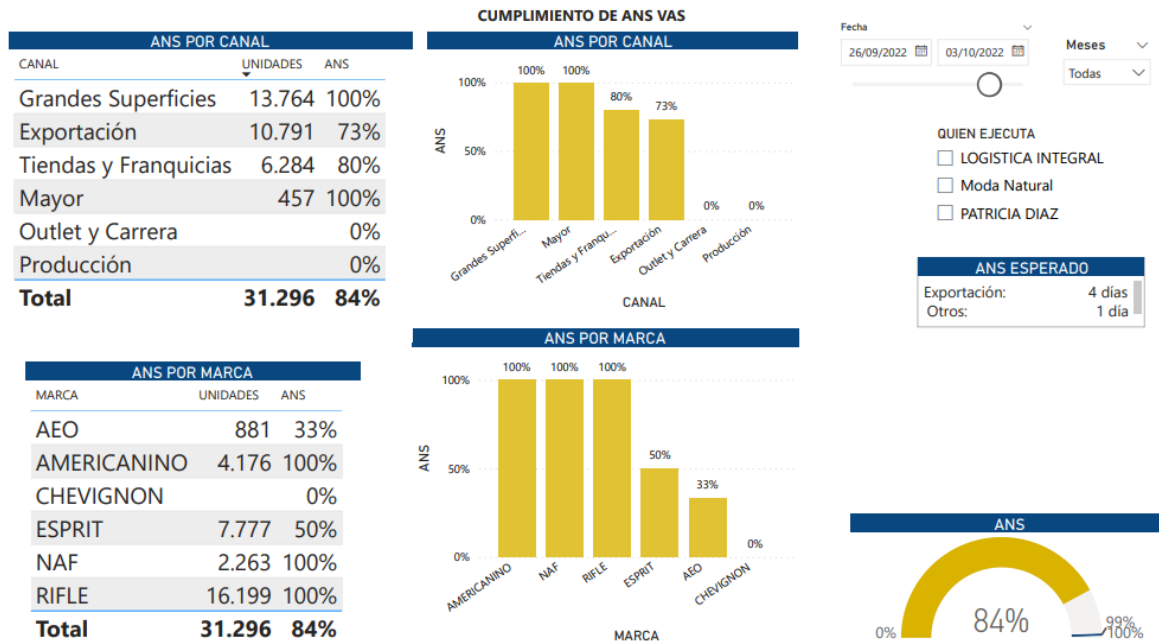 CUMPLIMIENTO DE ANS VAS
ANS POR CANAL
CANAL UNIDADES ANS
Grandes Superficies 13.764 100%
Exportación 10.791 73%
Tiendas y Franquicias 6.284 80%
Mayor 457 100%
Outlet y Carrera 0%
Producción 0%
Total 31.296 84%
ANS POR CANAL
100% 100% 80% 73% 0% 0%
100%
50%
0%
ANS
Grandes Superfi... Mayor Tiendas y Franqu... Exportación Outlet y Carrera Producción
CANAL
Fecha
26/09/2022 03/10/2022
Meses
Todas
QUIEN EJECUTA
LOGISTICA INTEGRAL
Moda Natural
PATRICIA DIAZ
ANS ESPERADO
Exportación: 4 días
Otros: 1 día
ANS POR MARCA
MARCA UNIDADES ANS
AEO 881 33%
AMERICANINO 4.176 100%
CHEVIGNON 0%
ESPRIT 7.777 50%
NAF 2.263 100%
RIFLE 16.199 100%
Total 31.296 84%
ANS POR MARCA
100% 100% 100% 50% 33% 0%
100%
50%
0%
ANS
AMERICANINO NAF RIFLE ESPRIT AEO CHEVIGNON
MARCA
ANS
0% 84% 99%
100%